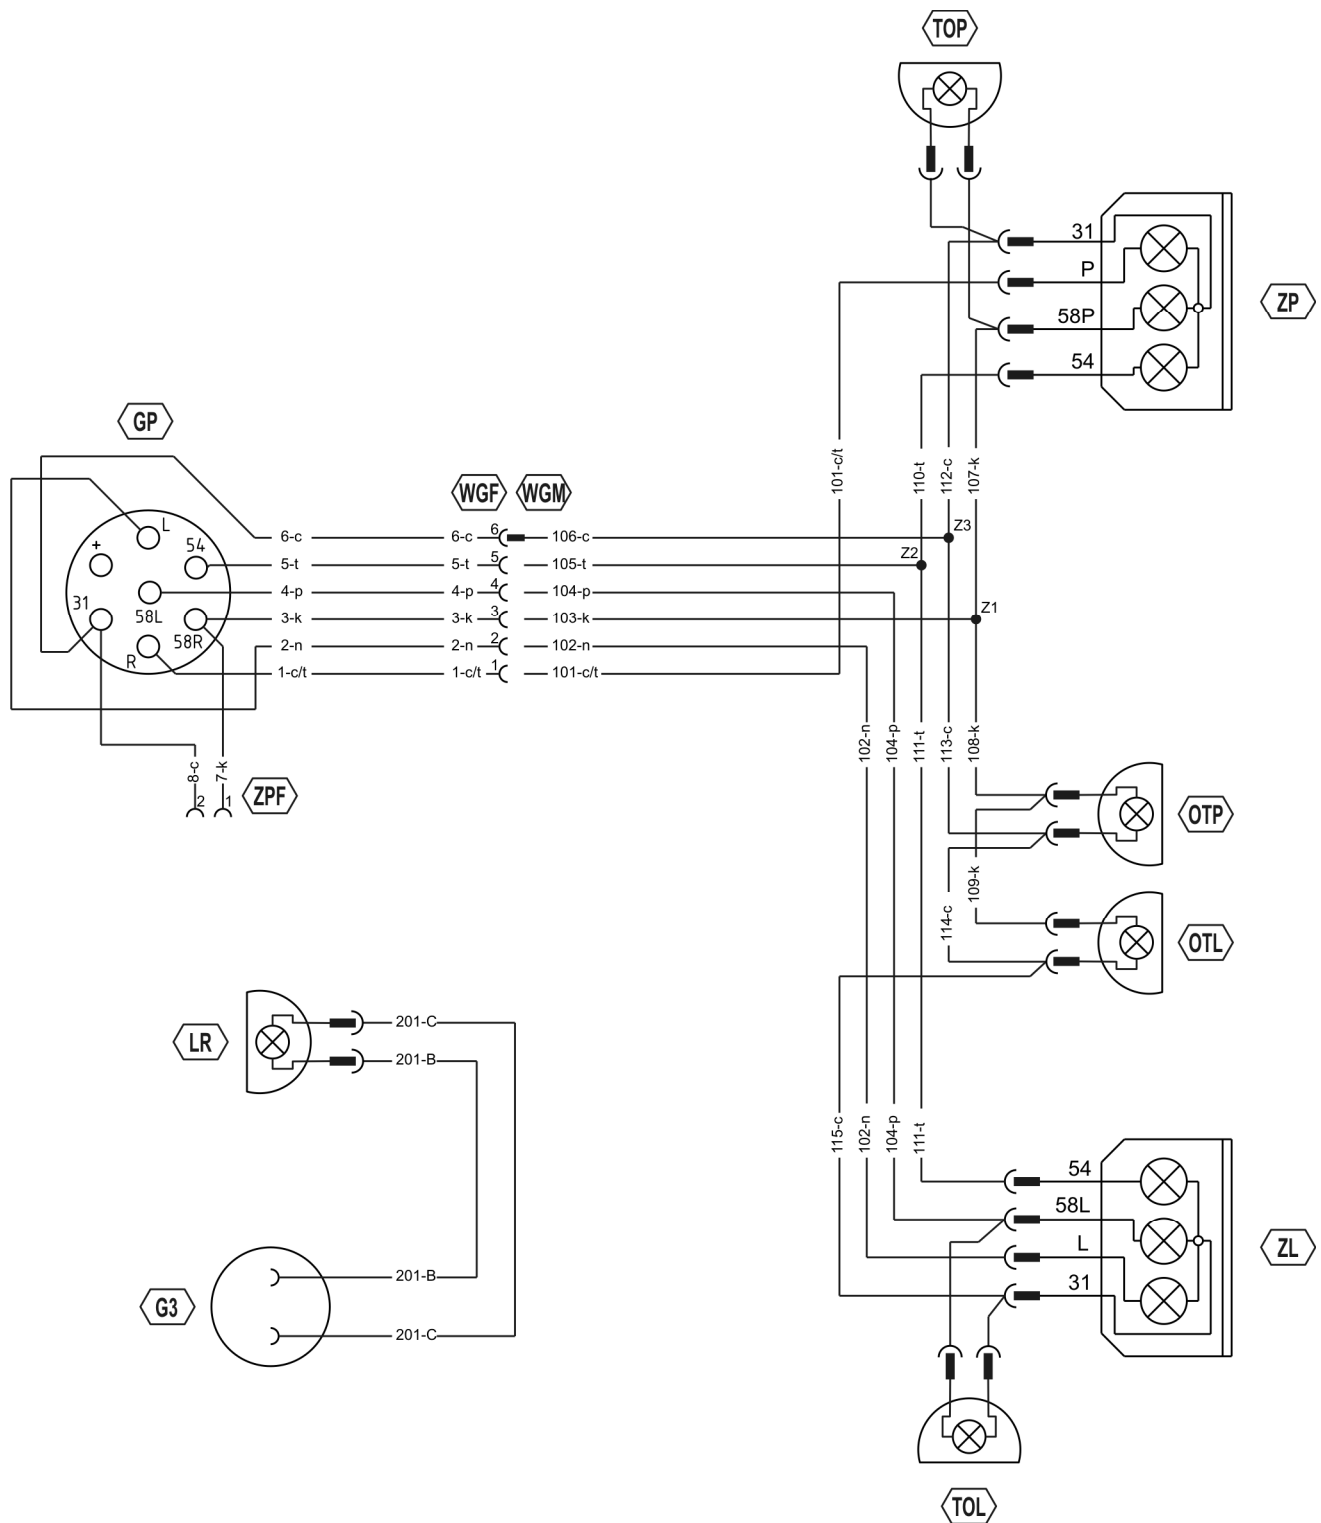 TOP
31
P
58P
54
ZP
GP
WGF
WGM
101-c/t
110-t
112-c
107-k
L
+
54
31
58L
58R
R
6-c 6-c 6 106-c Z3
5-t 5-t 5 105-t Z2
4-p 4-p 4 104-p
3-k 3-k 3 103-k Z1
2-n 2-n 2 102-n
1-c/t 1-c/t 1 101-c/t
8-c
7-k
2
1
ZPF
102-n
104-p
111-t
113-c
108-k
OTP
109-k
114-c
OTL
LR
201-C
201-B
115-c
102-n
104-p
111-t
54
58L
L
31
ZL
G3
201-B
201-C
TOL